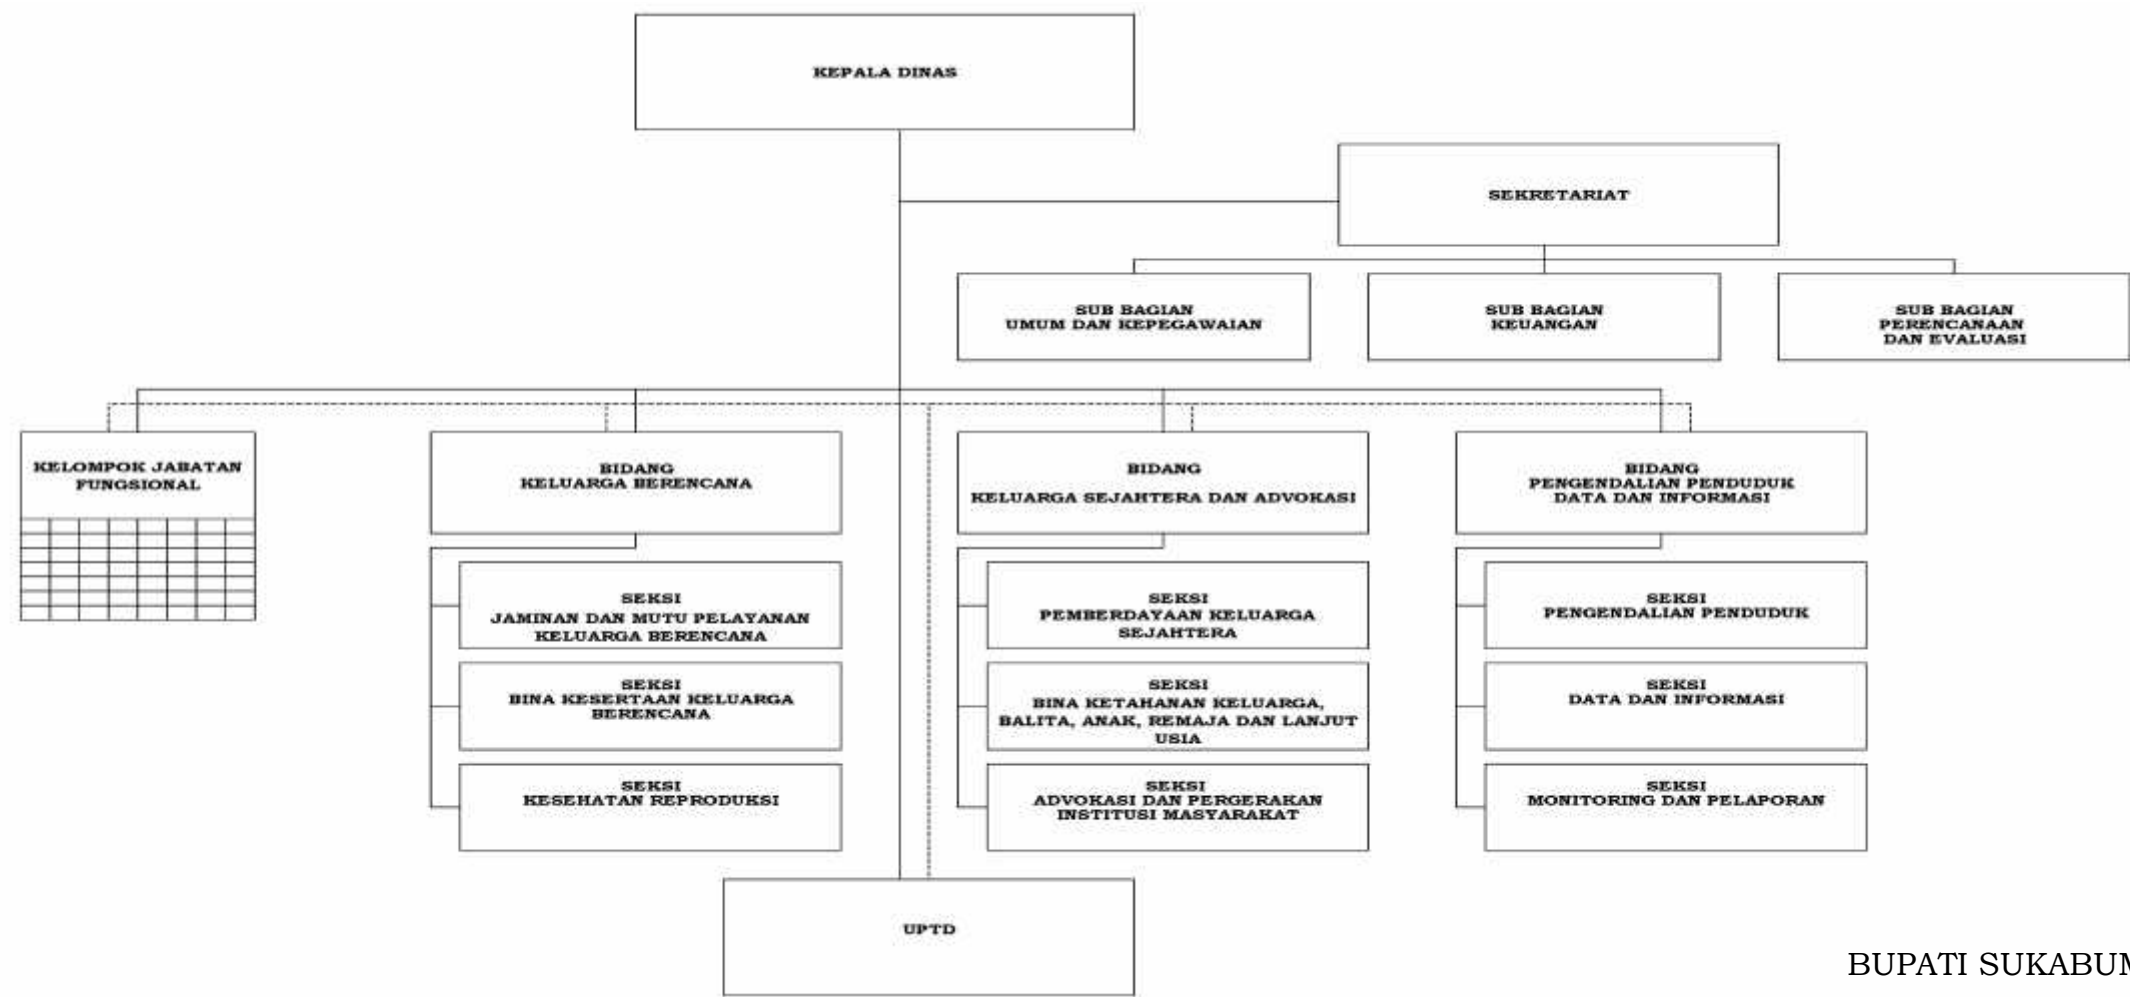 KEPALA DINAS
SEKRETARIAT
SUB BAGIAN
UMUM DAN KEPEGAWAIAN
SUB BAGIAN
KEUANGAN
SUB BAGIAN
PERENCANAAN
DAN EVALUASI
KELOMPOK JABATAN
FUNGSIONAL
BIDANG
KELUARGA BERENCANA
BIDANG
KELUARGA SEJAHTERA DAN ADVOKASI
BIDANG
PENGENDALIAN PENDUDUK
DATA DAN INFORMASI
SEKSI
JAMINAN DAN MUTU PELAYANAN
KELUARGA BERENCANA
SEKSI
BINA KESERTAAN KELUARGA
BERENCANA
SEKSI
KESEHATAN REPRODUKSI
SEKSI
PEMBERDAYAAN KELUARGA
SEJAHTERA
SEKSI
BINA KETAHANAN KELUARGA,
BALITA, ANAK, REMAJA DAN LANJUT
USIA
SEKSI
ADVOKASI DAN PERGERAKAN
INSTITUSI MASYARAKAT
SEKSI
PENGENDALIAN PENDUDUK
SEKSI
DATA DAN INFORMASI
SEKSI
MONITORING DAN PELAPORAN
UPTD
BUPATI SUKABUM